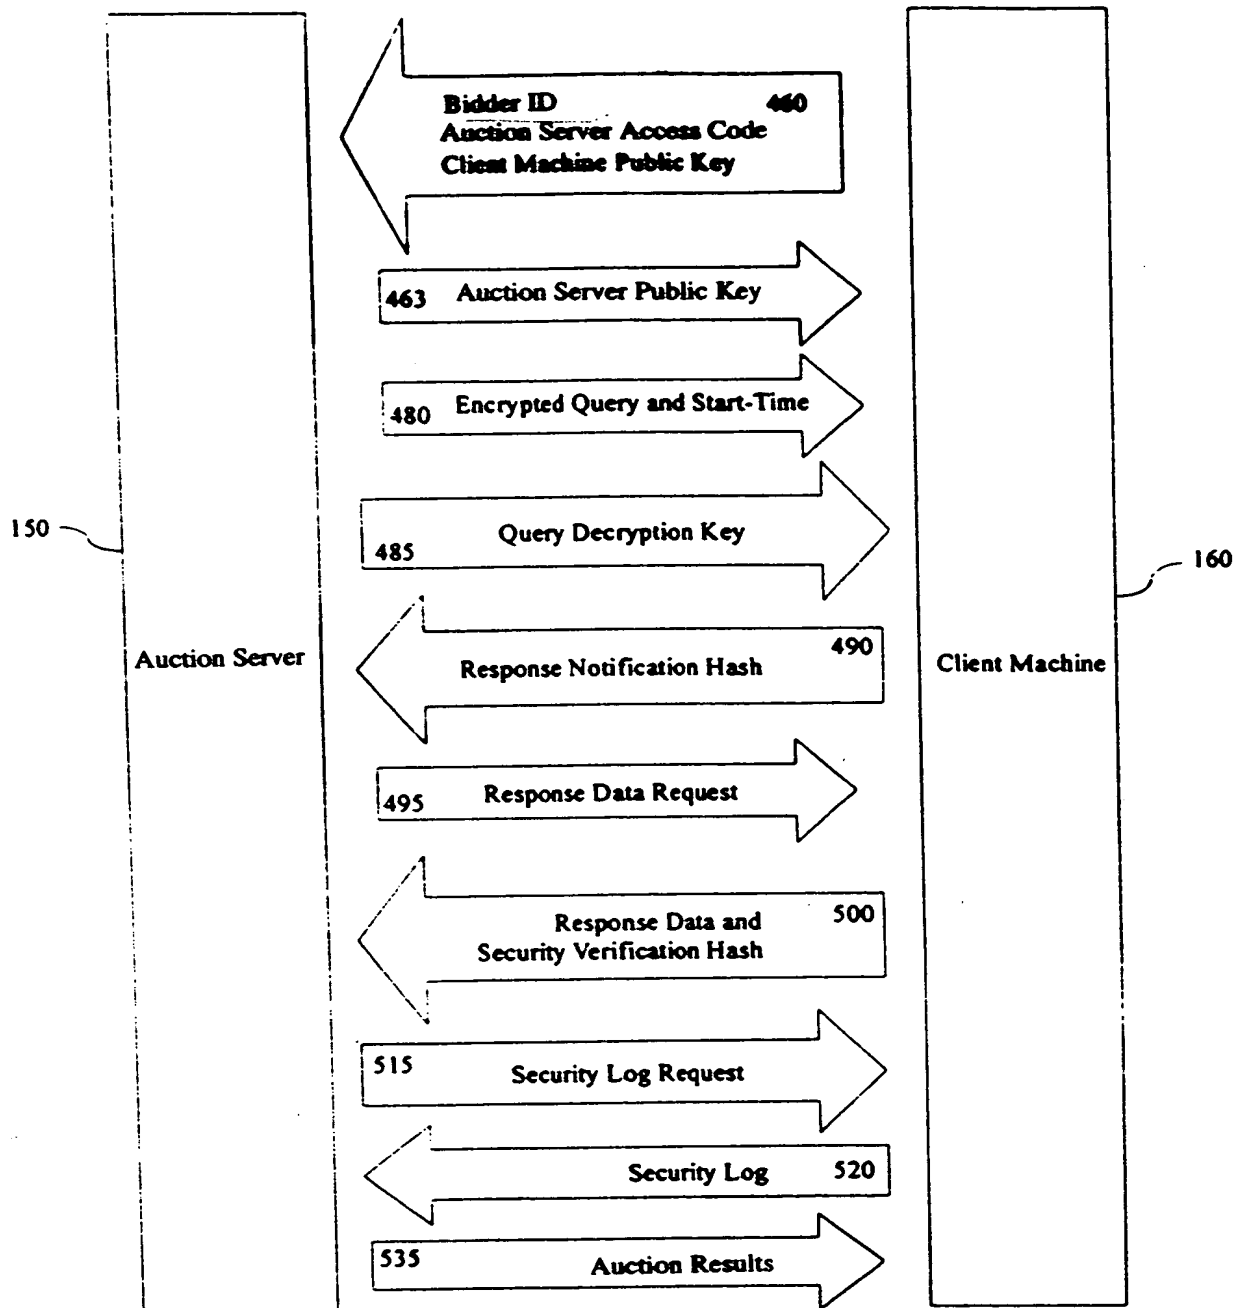 Bidder ID 460
Auction Server Access Code
Client Machine Public Key
463 Auction Server Public Key
480 Encrypted Query and Start-Time
485 Query Decryption Key
150
160
Auction Server
Client Machine
Response Notification Hash 490
495 Response Data Request
Response Data and 500
Security Verification Hash
515 Security Log Request
Security Log 520
535 Auction Results